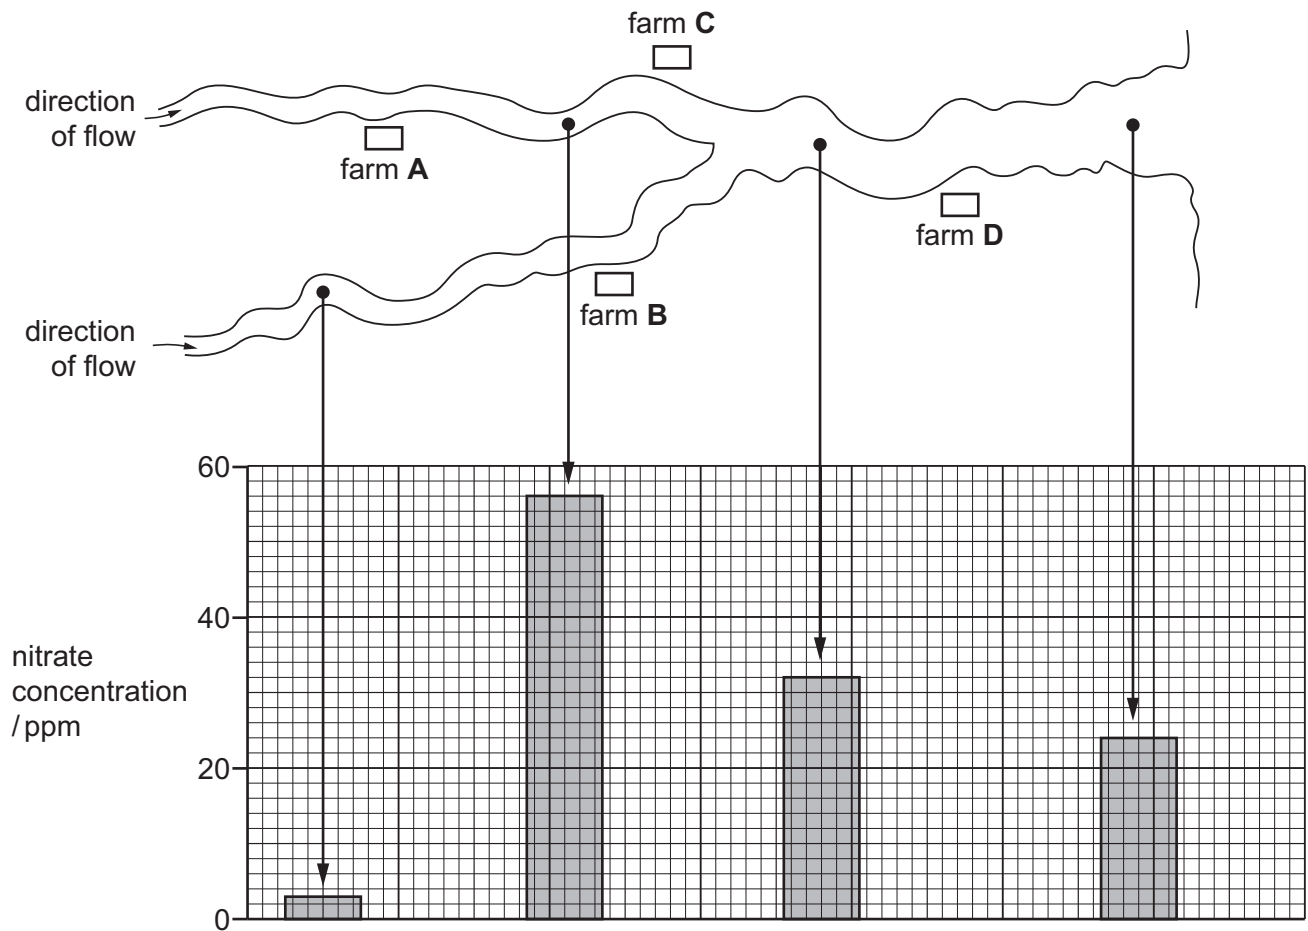 farm C
direction
of flow
farm A
farm D
farm B
direction
of flow
60
40
nitrate
concentration
/ ppm
20
0